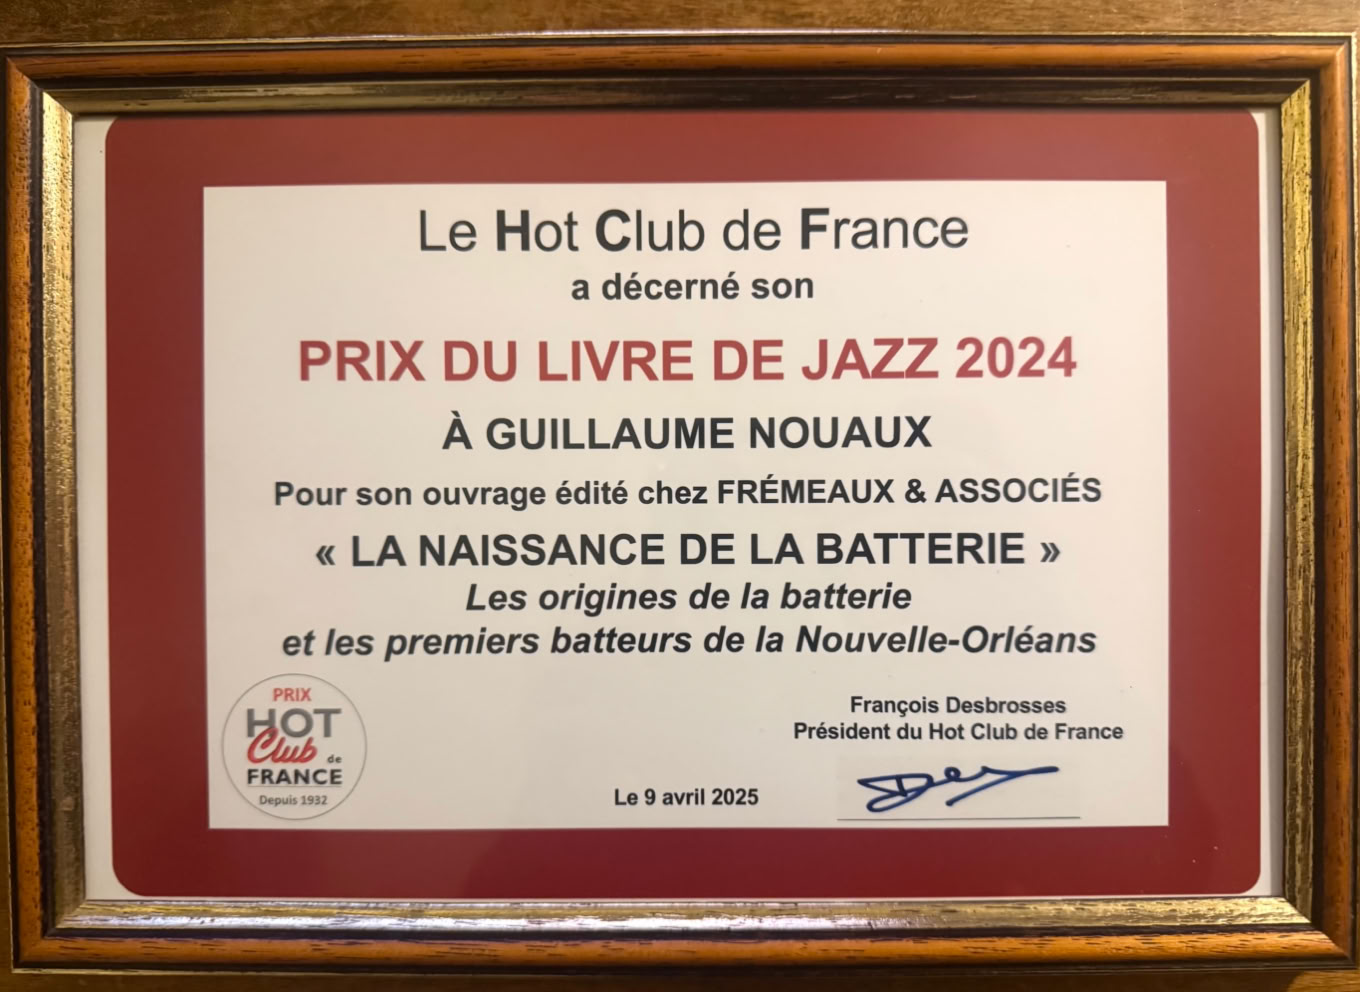 Le Hot Club de France
a décerné son
PRIX DU LIVRE DE JAZZ 2024
À GUILLAUME NOUAUX
Pour son ouvrage édité chez FRÉMEAUX & ASSOCIÉS
« LA NAISSANCE DE LA BATTERIE »
Les origines de la batterie
et les premiers batteurs de la Nouvelle-Orléans
PRIX
HOT
Club de
FRANCE
Depuis 1932
Le 9 avril 2025
François Desbrosses
Président du Hot Club de France